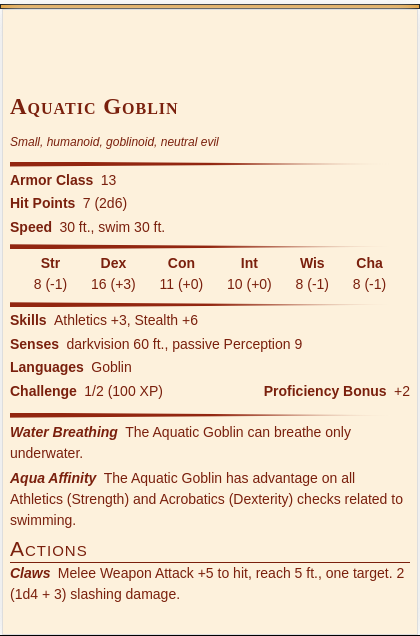 Aquatic Goblin
Small, humanoid, goblinoid, neutral evil
Armor Class 13
Hit Points 7 (2d6)
Speed 30 ft., swim 30 ft.
Str Dex Con Int Wis Cha
8 (-1) 16 (+3) 11 (+0) 10 (+0) 8 (-1) 8 (-1)
Skills Athletics +3, Stealth +6
Senses darkvision 60 ft., passive Perception 9
Languages Goblin
Challenge 1/2 (100 XP) Proficiency Bonus +2
Water Breathing The Aquatic Goblin can breathe only
underwater.
Aqua Affinity The Aquatic Goblin has advantage on all
Athletics (Strength) and Acrobatics (Dexterity) checks related to
swimming.
Actions
Claws Melee Weapon Attack +5 to hit, reach 5 ft., one target. 2
(1d4 + 3) slashing damage.